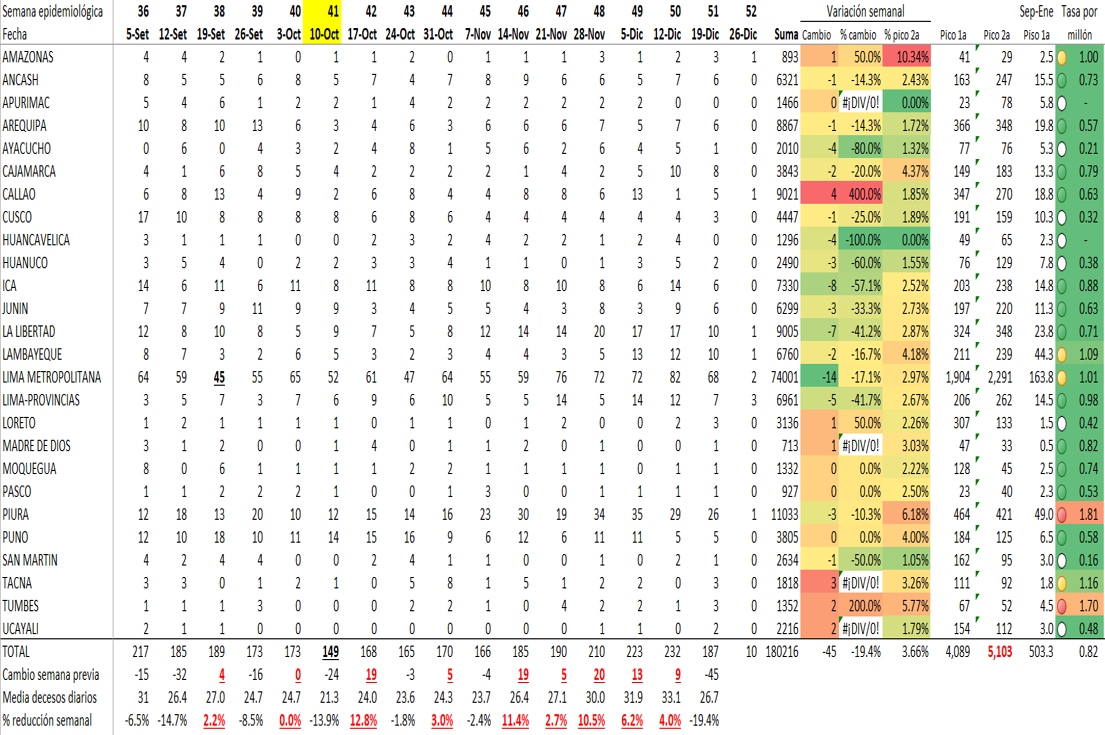 Semana epidemiológica 36 37 38 39 40 41 42 43 44 45 46 47 48 49 50 51 52 Variación semanal Sep-Ene Tasa por
Fecha 5-Set 12-Set 19-Set 26-Set 3-Oct 10-Oct 17-Oct 24-Oct 31-Oct 7-Nov 14-Nov 21-Nov 28-Nov 5-Dic 12-Dic 19-Dic 26-Dic Suma Cambio % cambio % pico 2a Pico 1a Pico 2a Piso 1a millón
AMAZONAS 4 4 2 1 0 1 1 2 0 1 1 1 3 1 2 3 1 893 1 50.0% 10.34% 41 29 2.5 1.00
ANCASH 8 5 5 6 8 5 7 4 7 8 9 6 6 5 7 6 0 6321 -1 -14.3% 2.43% 163 247 15.5 0.73
APURIMAC 5 4 6 1 2 2 1 4 2 2 2 2 2 2 0 0 0 1466 0 #¡DIV/0! 0.00% 23 78 5.8 -
AREQUIPA 10 8 10 13 6 3 4 6 3 6 6 6 7 5 7 6 0 8867 -1 -14.3% 1.72% 366 348 19.8 0.57
AYACUCHO 0 6 0 4 3 2 4 8 1 5 6 2 6 4 5 1 0 2010 -4 -80.0% 1.32% 77 76 5.3 0.21
CAJAMARCA 4 1 6 8 5 4 2 2 2 2 1 4 2 5 10 8 0 3843 -2 -20.0% 4.37% 149 183 13.3 0.79
CALLAO 6 8 13 4 9 2 6 8 4 4 8 8 6 13 1 5 1 9021 4 400.0% 1.85% 347 270 18.8 0.63
CUSCO 17 10 8 8 8 8 6 8 6 4 4 4 4 4 4 3 0 4447 -1 -25.0% 1.89% 191 159 10.3 0.32
HUANCAVELICA 3 1 1 1 0 0 2 3 2 4 2 2 1 2 4 0 0 1296 -4 -100.0% 0.00% 49 65 2.3 -
HUANUCO 3 5 4 0 2 2 3 3 4 1 1 0 1 3 5 2 0 2490 -3 -60.0% 1.55% 76 129 7.8 0.38
ICA 14 6 11 6 11 8 11 8 8 10 8 10 8 6 14 6 0 7330 -8 -57.1% 2.52% 203 238 14.8 0.88
JUNIN 7 7 9 11 9 9 3 4 5 5 4 3 8 3 9 6 0 6299 -3 -33.3% 2.73% 197 220 11.3 0.63
LA LIBERTAD 12 8 10 8 5 9 7 5 8 12 14 14 20 17 17 10 1 9005 -7 -41.2% 2.87% 324 348 23.8 0.71
LAMBAYEQUE 8 7 3 2 6 5 3 2 3 4 4 3 5 13 12 10 1 6760 -2 -16.7% 4.18% 211 239 44.3 1.09
LIMA METROPOLITANA 64 59 45 55 65 52 61 47 64 55 59 76 72 72 82 68 2 74001 -14 -17.1% 2.97% 1,904 2,291 163.8 1.01
LIMA-PROVINCIAS 3 5 7 3 7 6 9 6 10 5 5 14 5 14 12 7 3 6961 -5 -41.7% 2.67% 206 262 14.5 0.98
LORETO 1 2 1 1 1 1 0 1 1 1 2 0 0 2 2 3 0 3136 1 50.0% 2.26% 307 133 1.5 0.42
MADRE DE DIOS 3 1 2 0 0 1 4 0 1 1 2 0 1 0 0 1 0 713 1 #¡DIV/0! 3.03% 47 33 0.5 0.82
MOQUEGUA 8 0 6 1 1 1 1 2 2 1 1 1 1 0 1 1 0 1332 0 0.0% 2.22% 128 45 2.5 0.74
PASCO 1 1 2 2 2 1 0 0 1 3 0 0 1 1 1 1 0 927 0 0.0% 2.50% 23 40 2.3 0.53
PIURA 12 18 13 20 10 12 15 14 16 23 30 19 34 35 29 26 1 11033 -3 -10.3% 6.18% 464 421 49.0 1.81
PUNO 12 10 18 10 11 14 15 16 9 6 12 6 11 11 5 5 0 3805 0 0.0% 4.00% 184 125 6.5 0.58
SAN MARTIN 4 2 4 4 0 0 2 4 1 1 0 0 1 0 2 1 0 2634 -1 -50.0% 1.05% 162 95 3.0 0.16
TACNA 3 3 0 1 2 1 0 5 8 1 5 1 2 2 0 3 0 1818 3 #¡DIV/0! 3.26% 111 92 1.8 1.16
TUMBES 1 1 1 3 0 0 1 2 4 2 1 0 4 2 2 1 3 0 1352 2 200.0% 5.77% 67 52 4.5 1.70
UCAYALI 2 1 1 0 0 0 0 0 0 0 0 0 1 1 0 2 0 2216 2 #¡DIV/0! 1.79% 154 112 3.0 0.48
TOTAL 217 185 189 173 173 149 168 165 170 166 185 190 210 223 232 187 10 180216 -45 -19.4% 3.66% 4,089 5,103 503.3 0.82
Cambio semana previa -15 -32 4 -16 0 -24 19 -3 5 -4 19 5 20 13 9 -45
Media decesos diarios 31 26.4 27.0 24.7 24.7 21.3 24.0 23.6 24.3 23.7 26.4 27.1 30.0 31.9 33.1 26.7
% reducción semanal -6.5% -14.7% 2.2% -8.5% 0.0% -13.9% 12.8% -1.8% 3.0% -2.4% 11.4% 2.7% 10.5% 6.2% 4.0% -19.4%